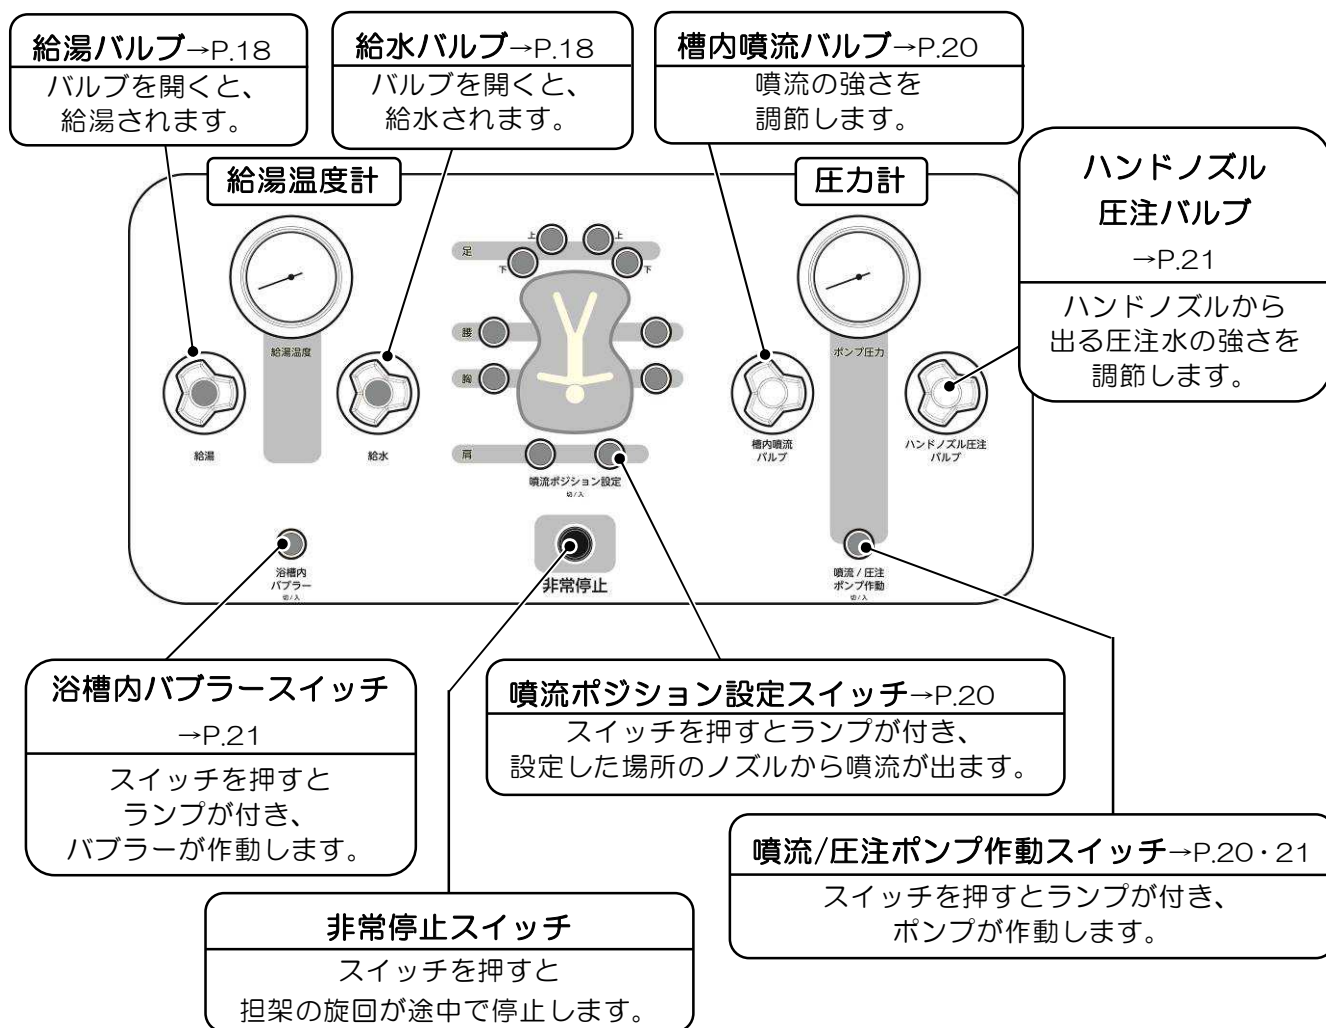 給湯バルブ→P.18
バルブを開くと、
給湯されます。
給水バルブ→P.18
バルブを開くと、
給水されます。
槽内噴流バルブ→P.20
噴流の強さを
調節します。
ハンドノズル
圧注バルブ
→P.21
ハンドノズルから
出る圧注水の強さを
調節します。
給湯温度計
圧力計
足
上
上
下
下
腰
胸
肩
給湯温度
給湯
給水
噴流ポジション設定
切/入
ポンプ圧力
槽内噴流
バルブ
ハンドノズル圧注
バルブ
浴槽内
バブラー
切/入
非常停止
噴流/圧注
ポンプ作動
切/入
浴槽内バブラースイッチ
→P.21
スイッチを押すと
ランプが付き、
バブラーが作動します。
噴流ポジション設定スイッチ→P.20
スイッチを押すとランプが付き、
設定した場所のノズルから噴流が出ます。
噴流/圧注ポンプ作動スイッチ→P.20・21
スイッチを押すとランプが付き、
ポンプが作動します。
非常停止スイッチ
スイッチを押すと
担架の旋回が途中で停止します。